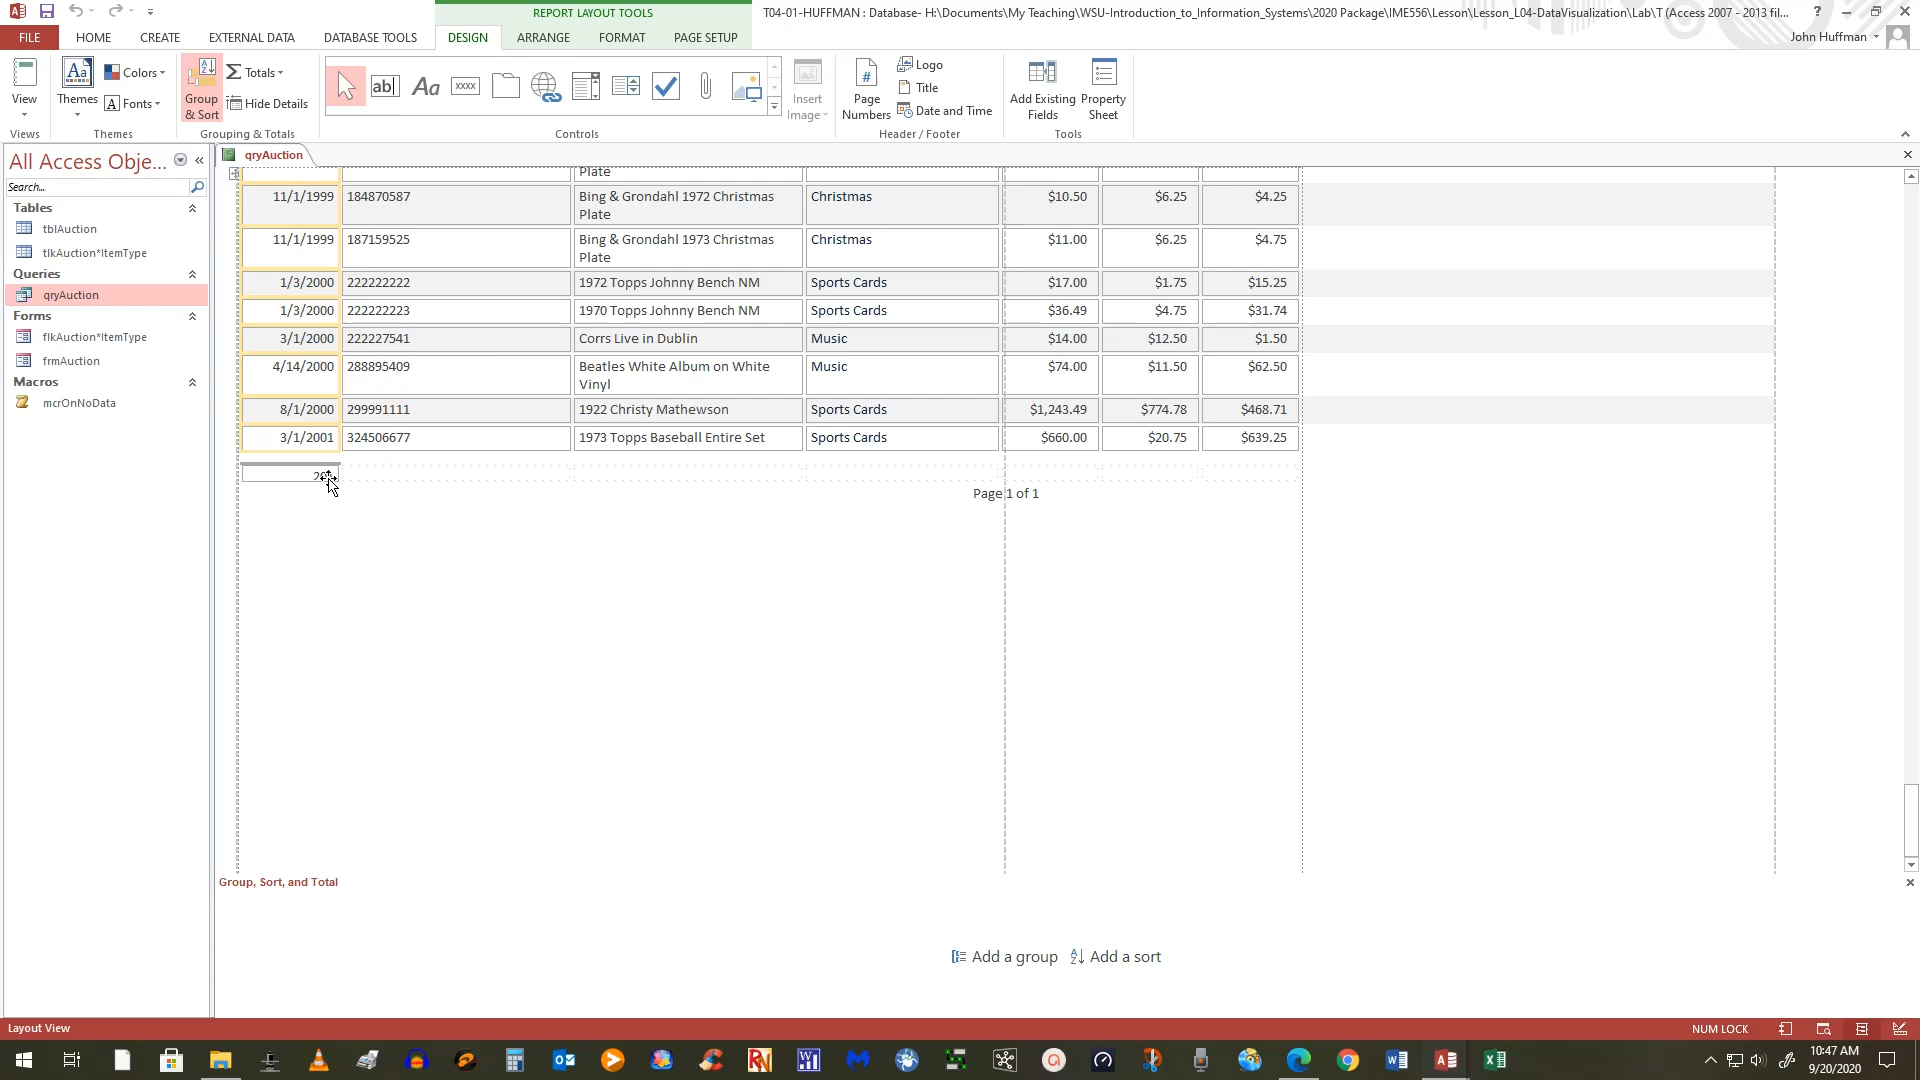 REPORT LAYOUT TOOLS
T04-01-HUFFMAN : Database- H:\Documents\My Teaching\WSU-Introduction_to_Information_Systems\2020 Package\IME556\Lesson\Lesson_L04-DataVisualization\Lab\T (Access 2007 - 2013 fil...
FILE HOME CREATE EXTERNAL DATA DATABASE TOOLS DESIGN ARRANGE FORMAT PAGE SETUP
John Huffman
View
Themes
Colors
Fonts
Group & Sort
Totals
Hide Details
Aa
ab
Aa
xxxx
Insert Image
#
Page Numbers
Logo
Title
Date and Time
Add Existing Fields
Property Sheet
Views Themes Grouping & Totals Controls Header / Footer Tools
All Access Obje...
Search...
Tables
tblAuction
tlkAuction*ItemType
Queries
qryAuction
Forms
flkAuction*ItemType
frmAuction
Macros
mcrOnNoData
qryAuction
Plate
11/1/1999 184870587 Bing & Grondahl 1972 Christmas Plate Christmas $10.50 $6.25 $4.25
11/1/1999 187159525 Bing & Grondahl 1973 Christmas Plate Christmas $11.00 $6.25 $4.75
1/3/2000 222222222 1972 Topps Johnny Bench NM Sports Cards $17.00 $1.75 $15.25
1/3/2000 222222223 1970 Topps Johnny Bench NM Sports Cards $36.49 $4.75 $31.74
3/1/2000 222227541 Corrs Live in Dublin Music $14.00 $12.50 $1.50
4/14/2000 288895409 Beatles White Album on White Vinyl Music $74.00 $11.50 $62.50
8/1/2000 299991111 1922 Christy Mathewson Sports Cards $1,243.49 $774.78 $468.71
3/1/2001 324506677 1973 Topps Baseball Entire Set Sports Cards $660.00 $20.75 $639.25
Page 1 of 1
Group, Sort, and Total
Add a group Add a sort
Layout View
NUM LOCK
10:47 AM
9/20/2020